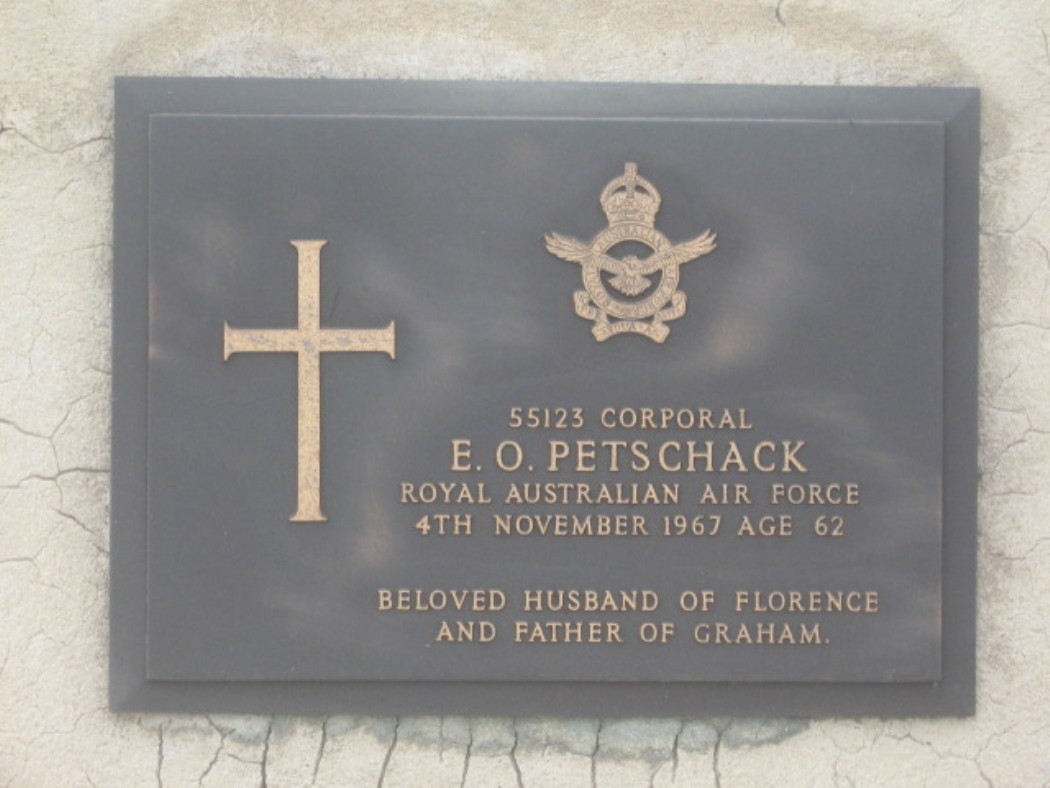 AUSTRALIAN
55123 CORPORAL
E. O. PETSCHACK
ROYAL AUSTRALIAN AIR FORCE
4TH NOVEMBER 1967 AGE 62
BELOVED HUSBAND OF FLORENCE
AND FATHER OF GRAHAM.